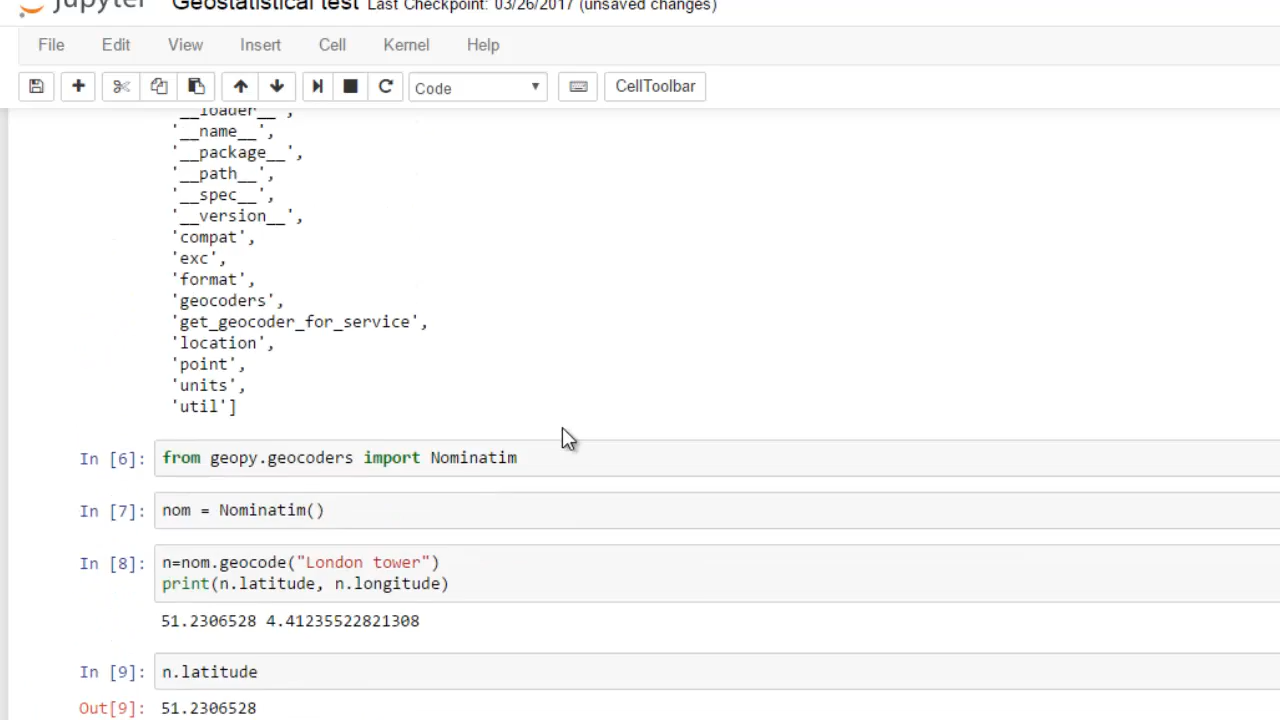 jupyter Geostatistical test Last Checkpoint: 03/26/2017 (unsaved changes)
File Edit View Insert Cell Kernel Help
Code CellToolbar
'__loader__',
'__name__',
'__package__',
'__path__',
'__spec__',
'__version__',
'compat',
'exc',
'format',
'geocoders',
'get_geocoder_for_service',
'location',
'point',
'units',
'util']
In [6]: from geopy.geocoders import Nominatim
In [7]: nom = Nominatim()
In [8]: n=nom.geocode("London tower")
print(n.latitude, n.longitude)
51.2306528 4.41235522821308
In [9]: n.latitude
Out[9]: 51.2306528